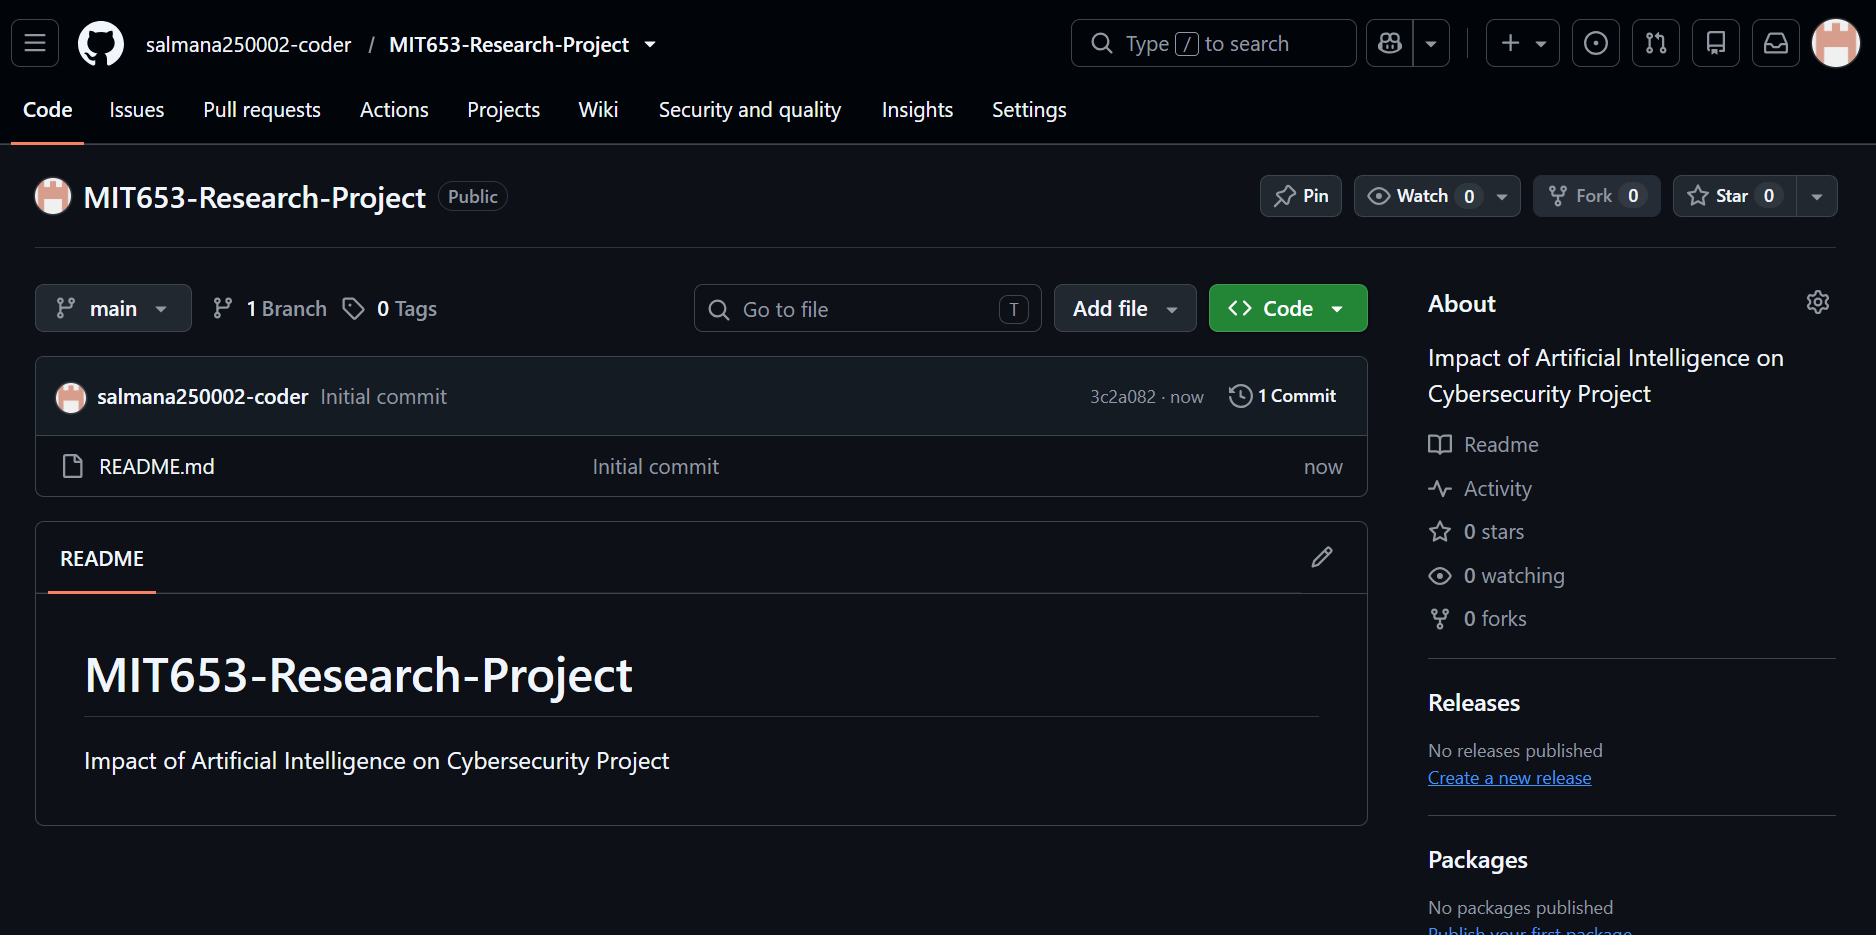 salmana250002-coder / MIT653-Research-Project
Type / to search
Code Issues Pull requests Actions Projects Wiki Security and quality Insights Settings
MIT653-Research-Project Public
Pin Watch 0 Fork 0 Star 0
main 1 Branch 0 Tags
Go to file T Add file <> Code
salmana250002-coder Initial commit 3c2a082 · now 1 Commit
README.md Initial commit now
README
MIT653-Research-Project
Impact of Artificial Intelligence on Cybersecurity Project
About
Impact of Artificial Intelligence on
Cybersecurity Project
Readme
Activity
0 stars
0 watching
0 forks
Releases
No releases published
Create a new release
Packages
No packages published
Publish your first package